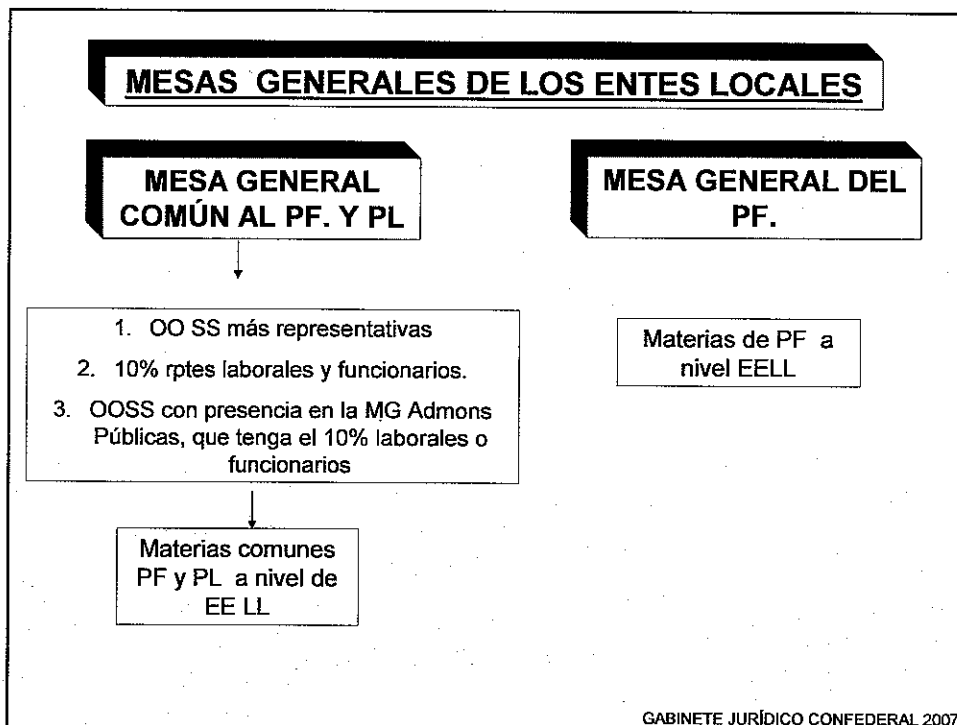 MESAS GENERALES DE LOS ENTES LOCALES
MESA GENERAL
COMÚN AL PF. Y PL
1. OO SS más representativas
2. 10% rptes laborales y funcionarios.
3. OOSS con presencia en la MG Admons
Públicas, que tenga el 10% laborales o
funcionarios
Materias comunes
PF y PL a nivel de
EE LL
MESA GENERAL DEL
PF.
Materias de PF a
nivel EELL
GABINETE JURÍDICO CONFEDERAL 2007